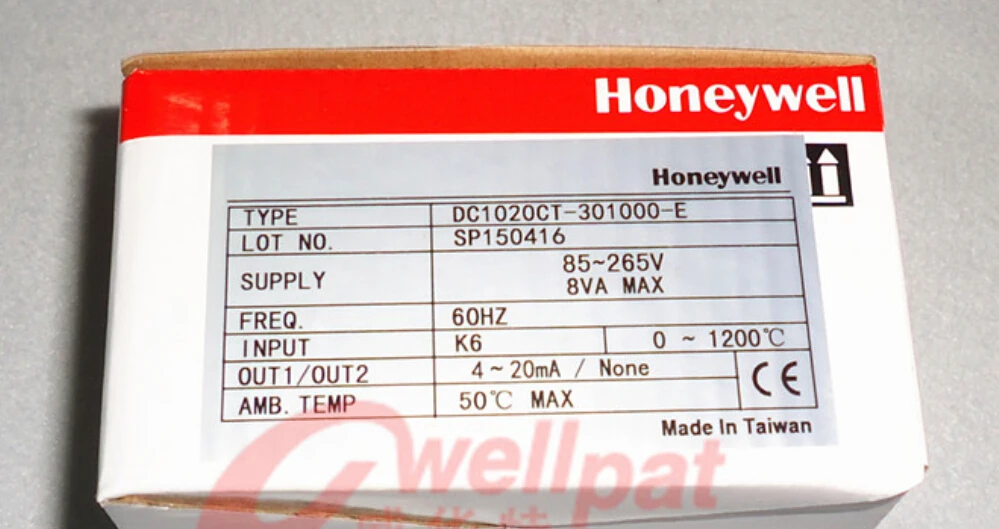 Honeywell
Honeywell
TYPE DC1020CT-301000-E
LOT NO. SP150416
SUPPLY 85~265V
8VA MAX
FREQ. 60HZ
INPUT K6 0 ~ 1200℃
OUT1/OUT2 4~20mA / None
AMB. TEMP 50℃ MAX
CE
Made In Taiwan
wellpat